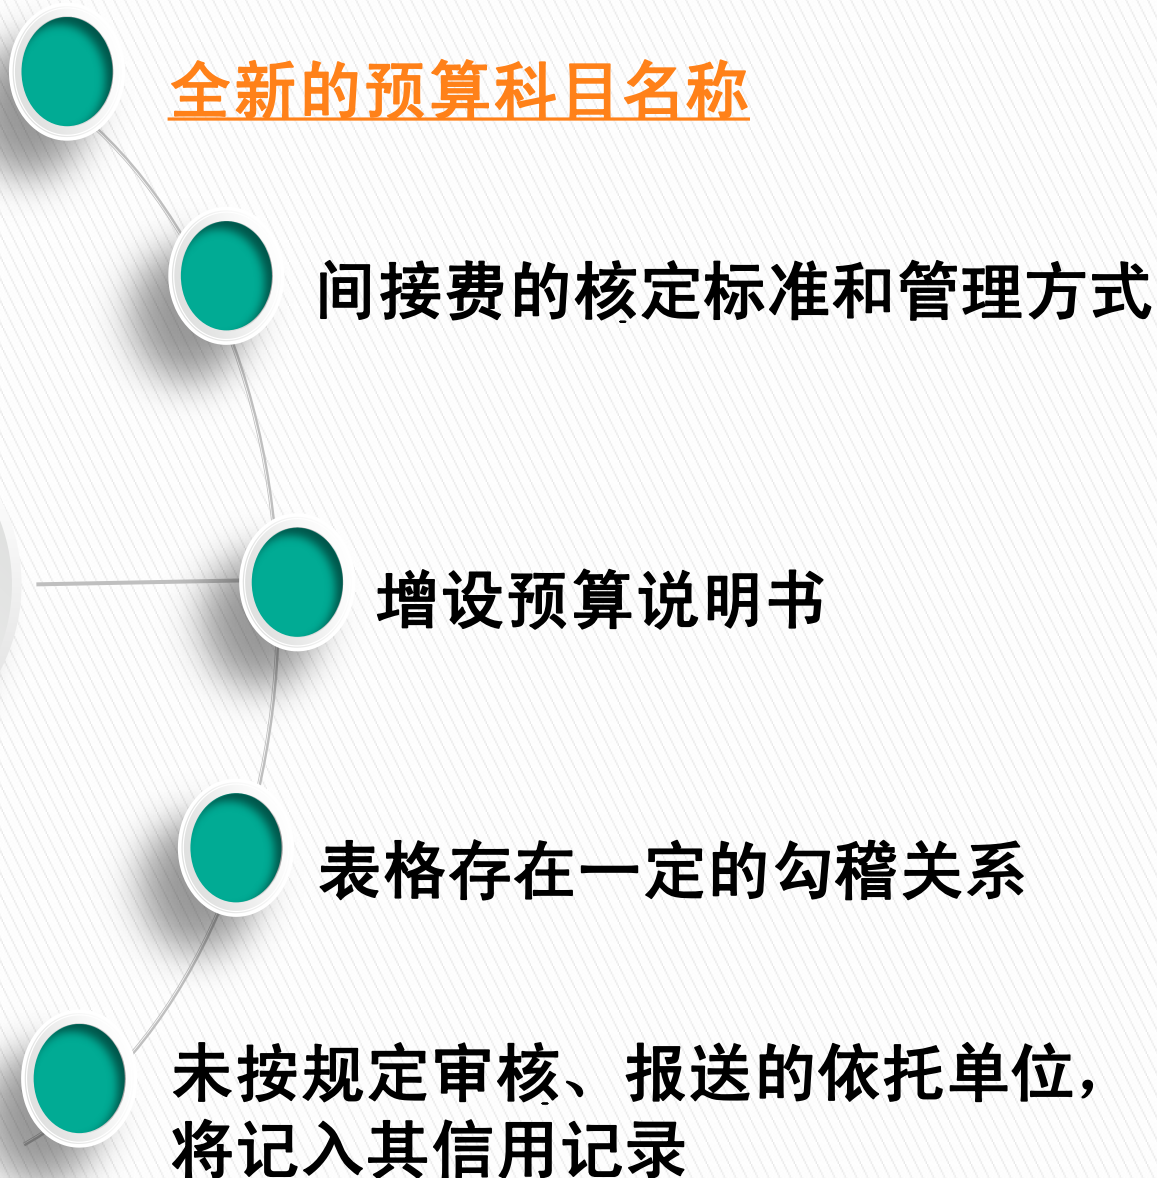 全新的预算科目名称
间接费的核定标准和管理方式
增设预算说明书
表格存在一定的勾稽关系
未按规定审核、报送的依托单位，
将记入其信用记录